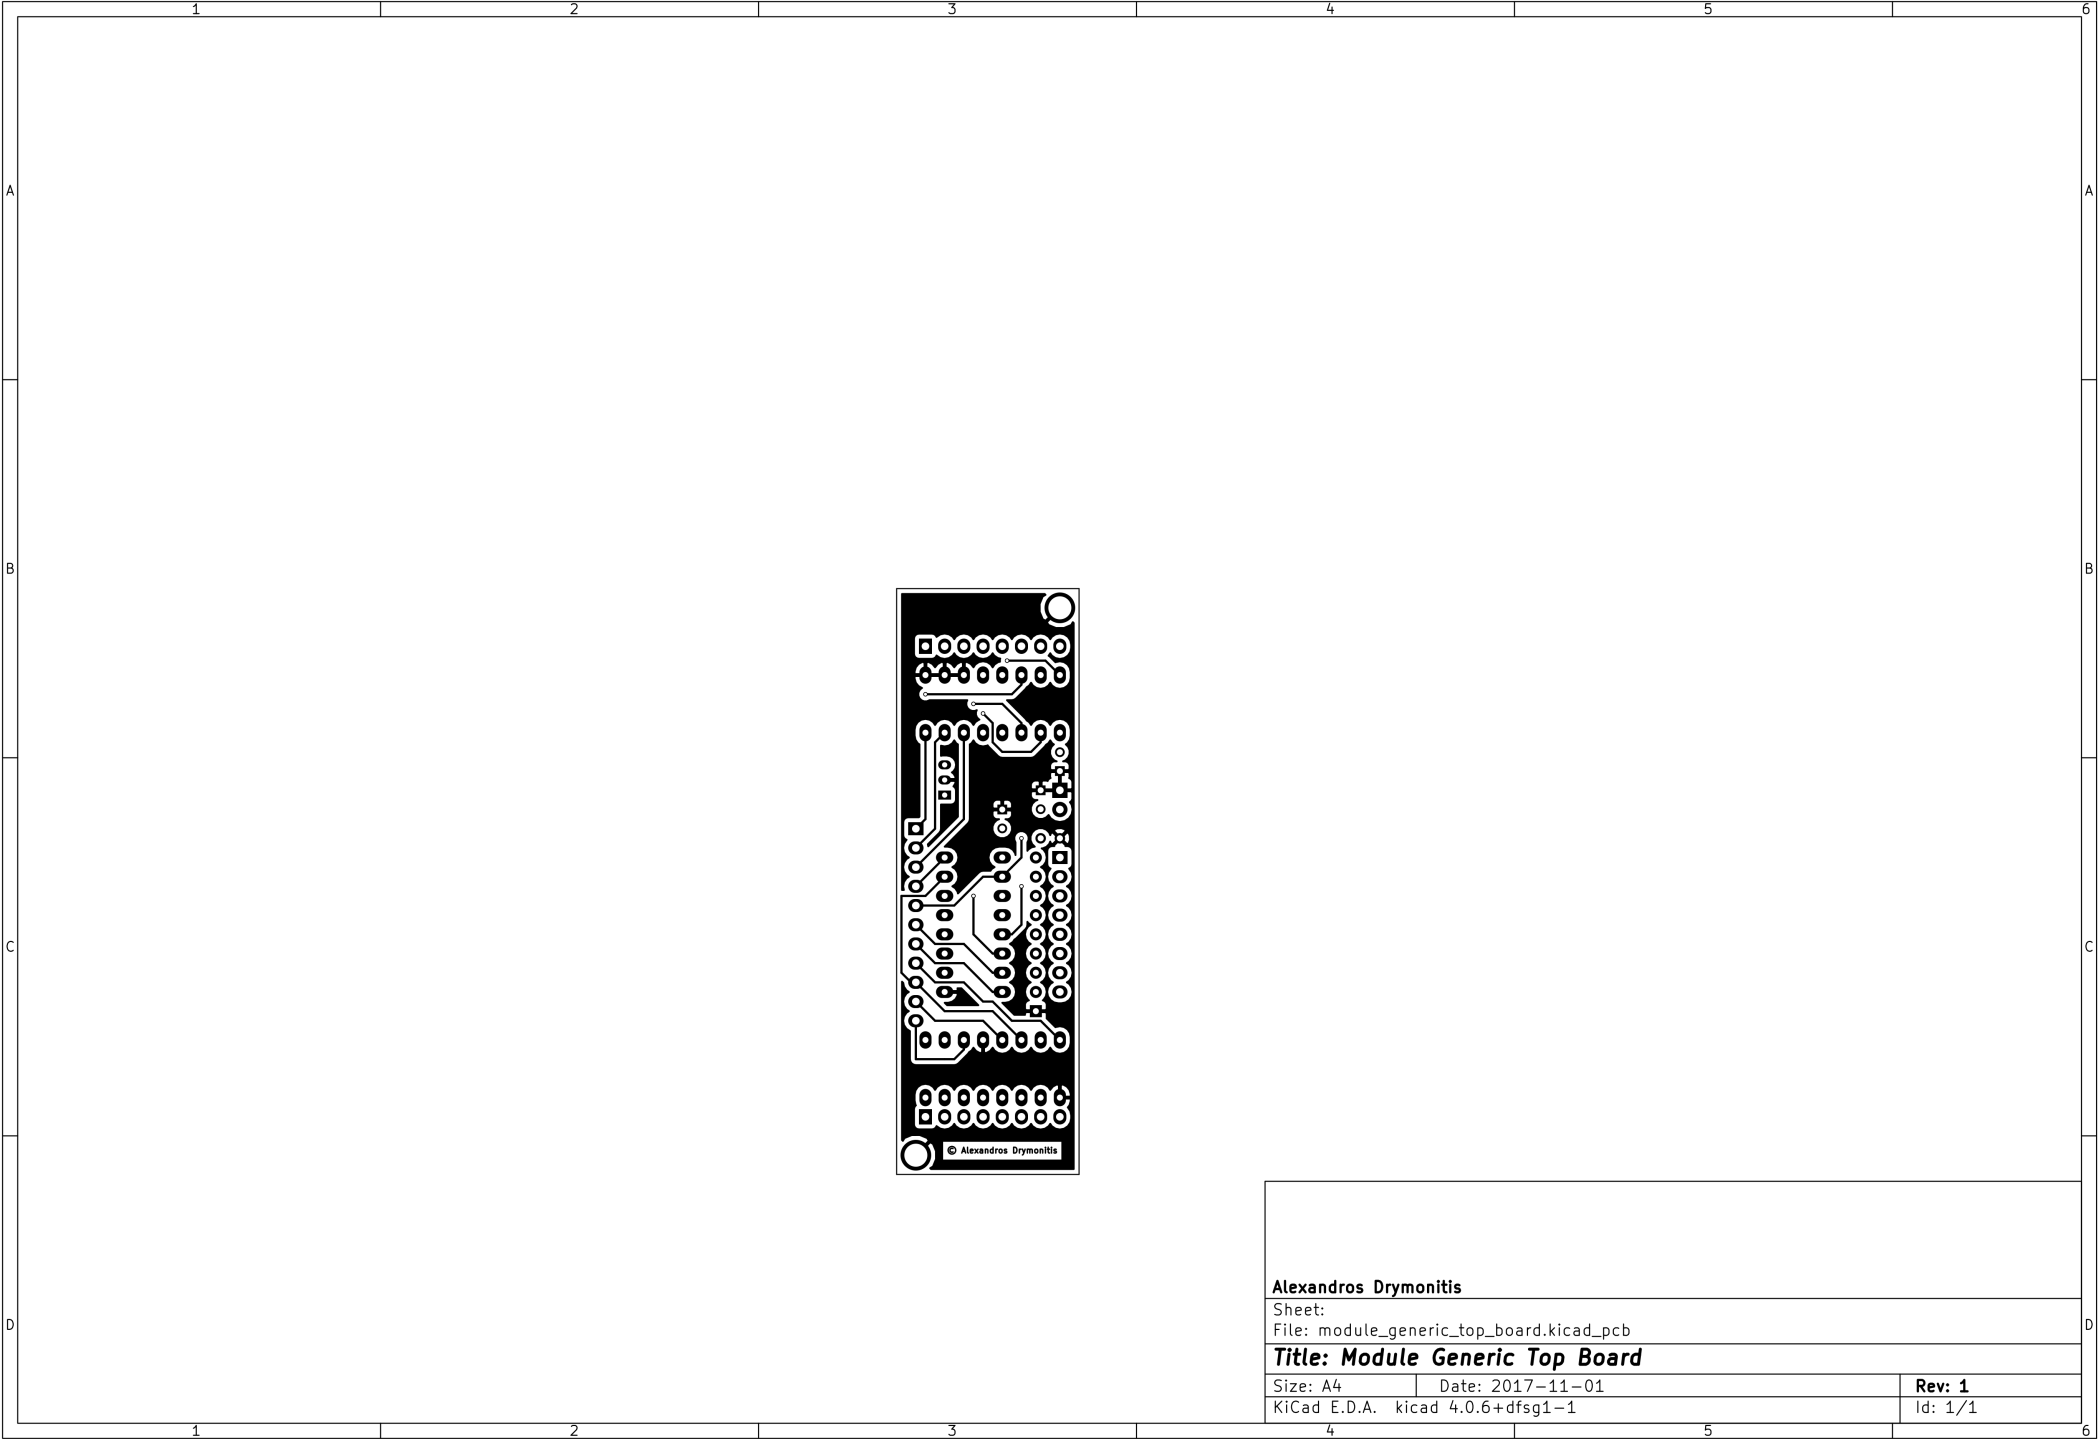 1 2 3 4 5 6
A A
B B
C C
© Alexandros Drymonitis
Alexandros Drymonitis
Sheet:
File: module_generic_top_board.kicad_pcb
D D
Title: Module Generic Top Board
Size: A4 Date: 2017-11-01 Rev: 1
KiCad E.D.A. kicad 4.0.6+dfsg1-1 Id: 1/1
1 2 3 4 5 6